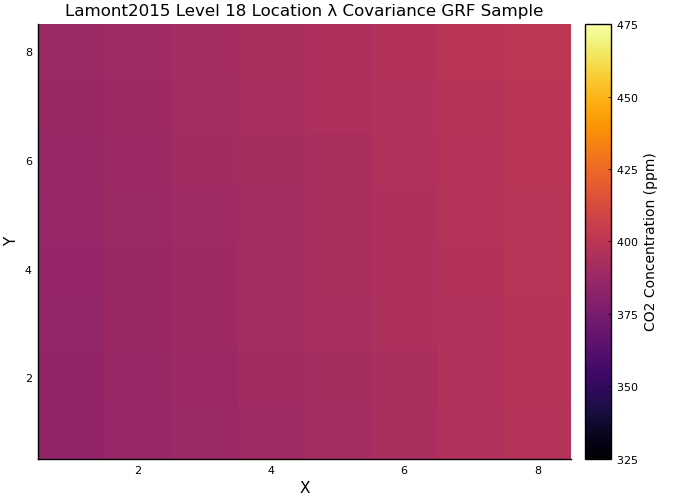 Lamont2015 Level 18 Location λ Covariance GRF Sample
8
6
4
2
Y
2 4 6 8
X
475
450
425
400
375
350
325
CO2 Concentration (ppm)